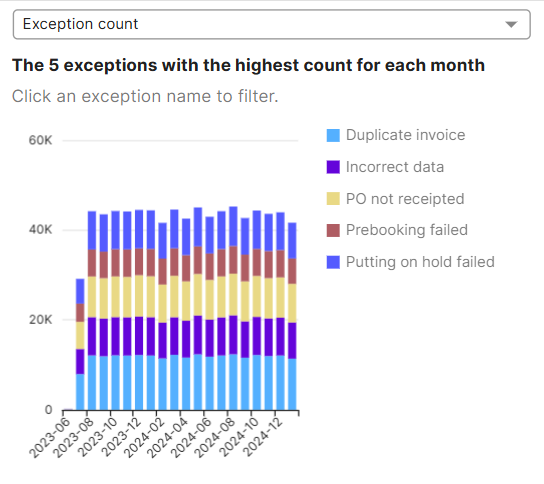 Exception count
The 5 exceptions with the highest count for each month
Click an exception name to filter.
60K
40K
20K
0
2023-06
2023-08
2023-10
2023-12
2024-02
2024-04
2024-06
2024-08
2024-10
2024-12
Duplicate invoice
Incorrect data
PO not receipted
Prebooking failed
Putting on hold failed